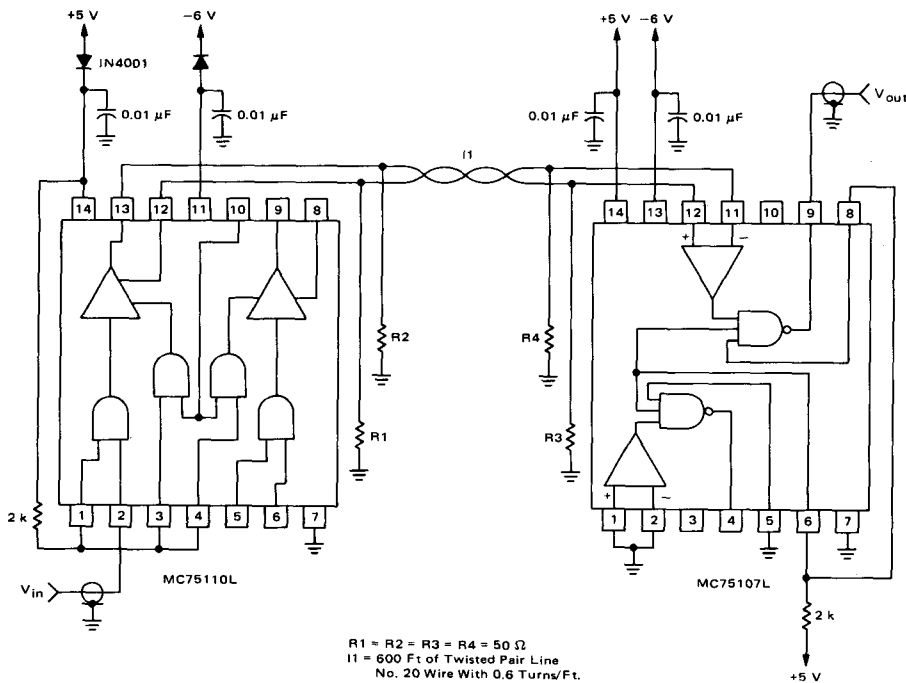 +5 V
-6 V
+5 V
-6 V
IN4001
0.01 µF
0.01 µF
0.01 µF
0.01 µF
Vout
I1
14
13
12
11
10
9
8
14
13
12
11
10
9
8
+
−
R2
R4
R1
R3
2 k
+
−
1
2
3
4
5
6
7
1
2
3
4
5
6
7
MC75110L
MC75107L
Vin
2 k
R1 = R2 = R3 = R4 = 50 Ω
I1 = 600 Ft of Twisted Pair Line
No. 20 Wire With 0.6 Turns/Ft.
+5 V